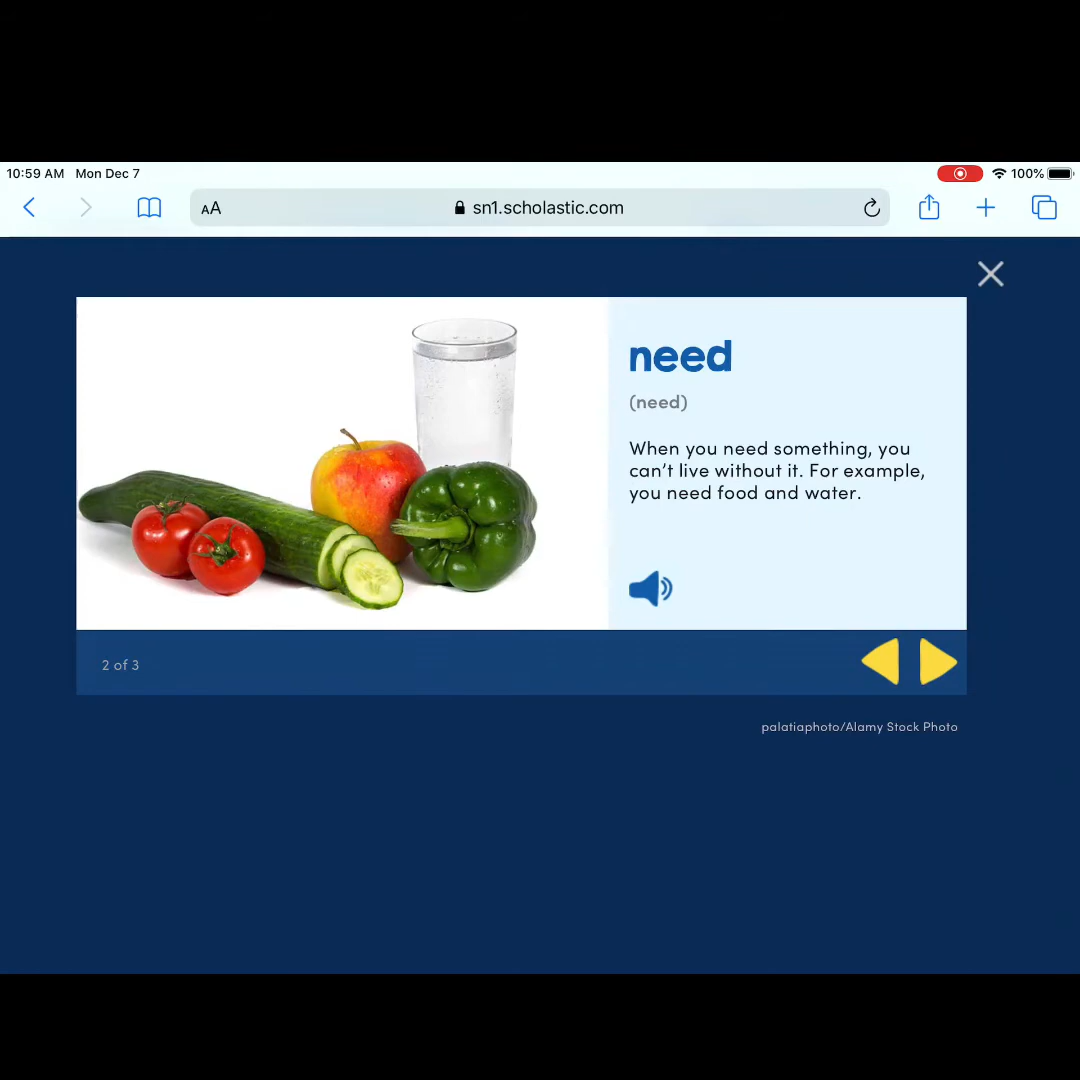 10:59 AM Mon Dec 7
100%
AA
sn1.scholastic.com
need
(need)
When you need something, you
can’t live without it. For example,
you need food and water.
2 of 3
palatiaphoto/Alamy Stock Photo